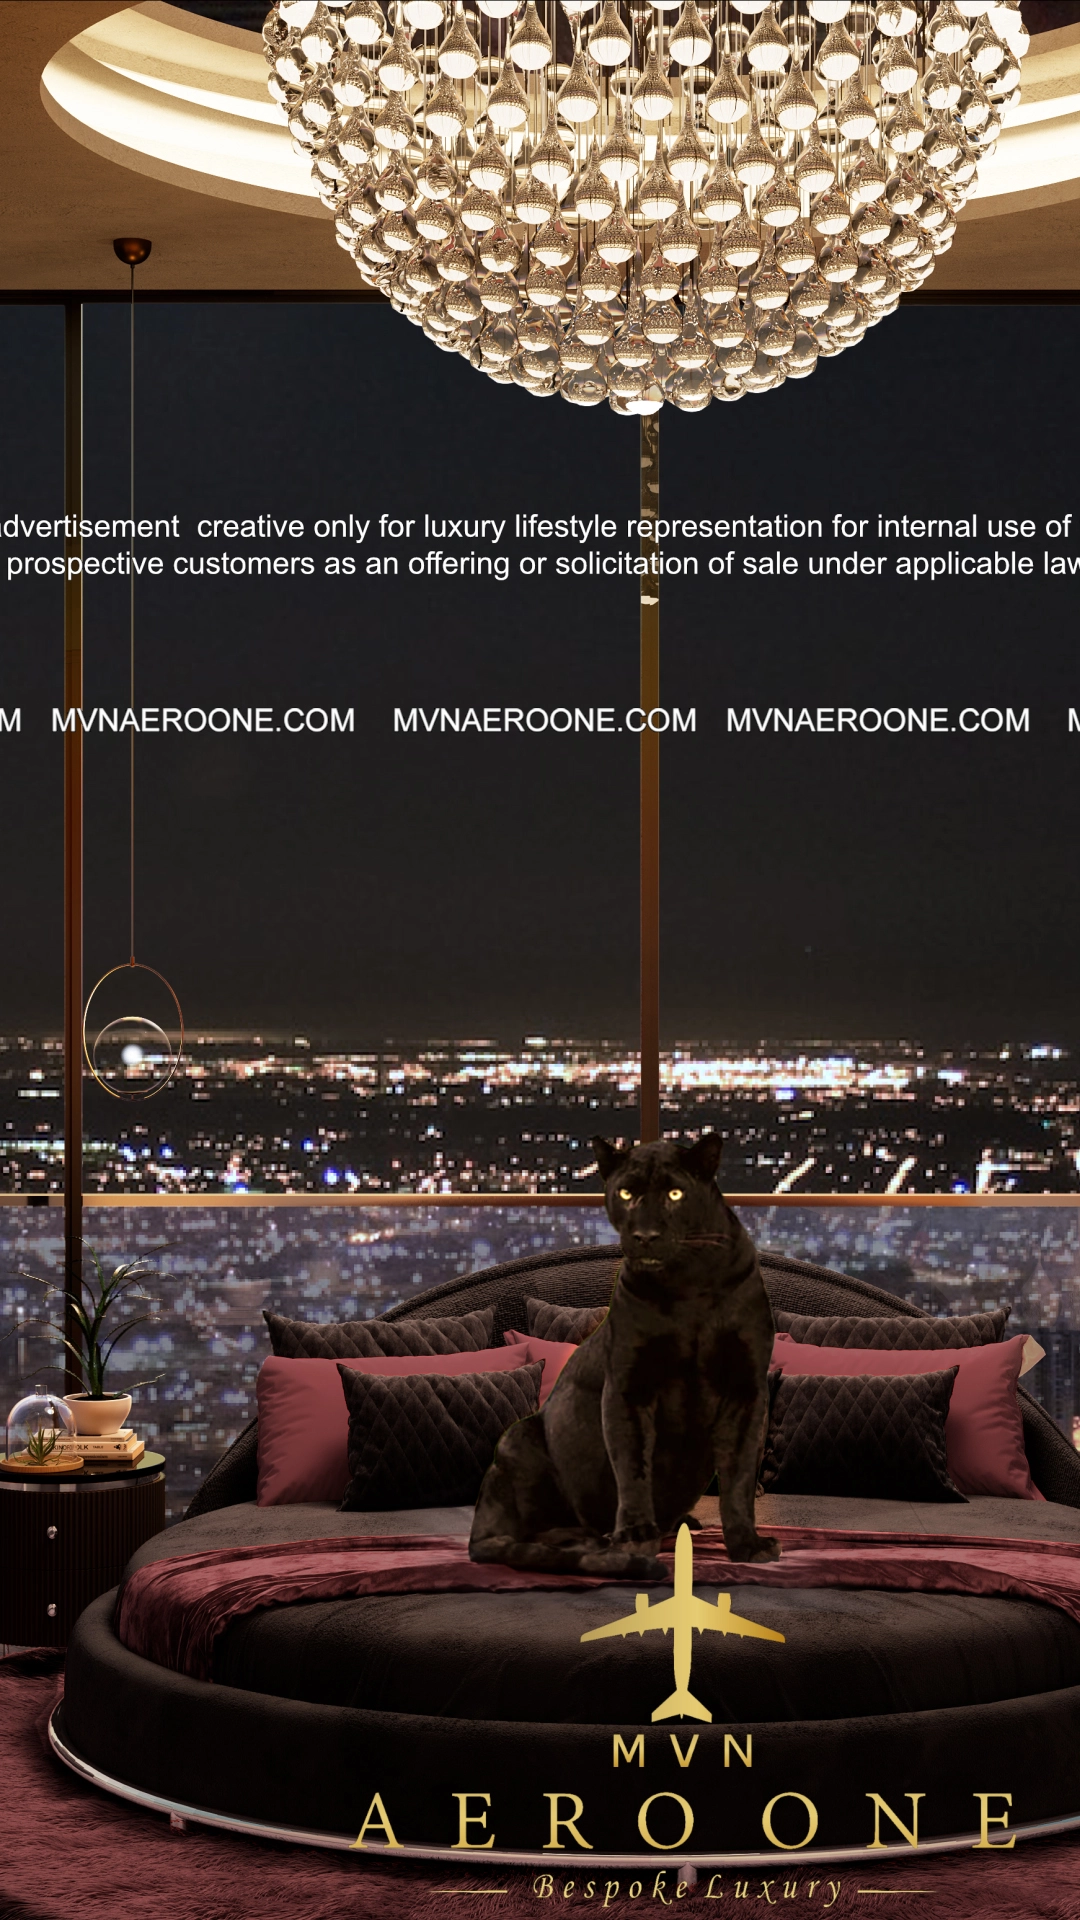 advertisement creative only for luxury lifestyle representation for internal use of
prospective customers as an offering or solicitation of sale under applicable law
M MVNAEROONE.COM MVNAEROONE.COM MVNAEROONE.COM M
MVN
AERO ONE
Bespoke Luxury